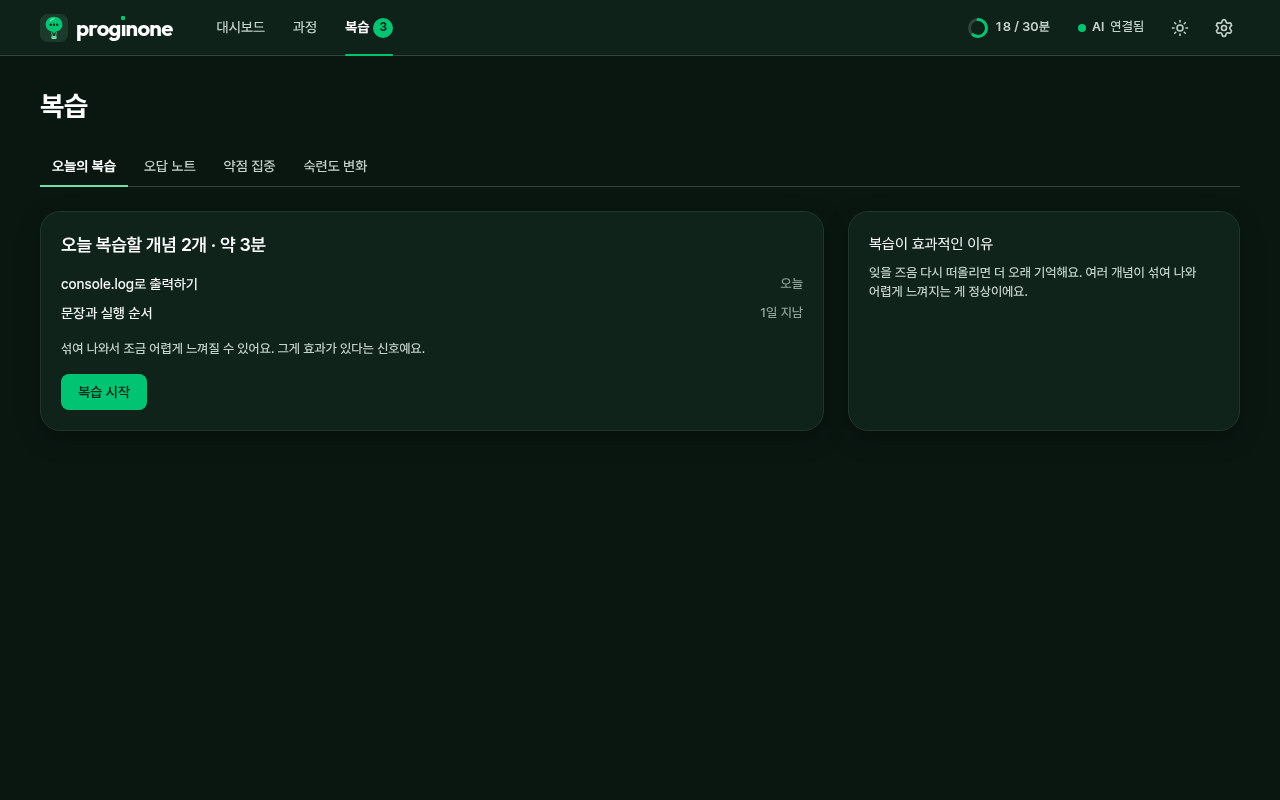 proginone
대시보드
과정
복습 3
18 / 30분
AI 연결됨
복습
오늘의 복습
오답 노트
약점 집중
숙련도 변화
오늘 복습할 개념 2개 · 약 3분
console.log로 출력하기
오늘
문장과 실행 순서
1일 지남
섞여 나와서 조금 어렵게 느껴질 수 있어요. 그게 효과가 있다는 신호예요.
복습 시작
복습이 효과적인 이유
잊을 즈음 다시 떠올리면 더 오래 기억해요. 여러 개념이 섞여 나와
어렵게 느껴지는 게 정상이에요.